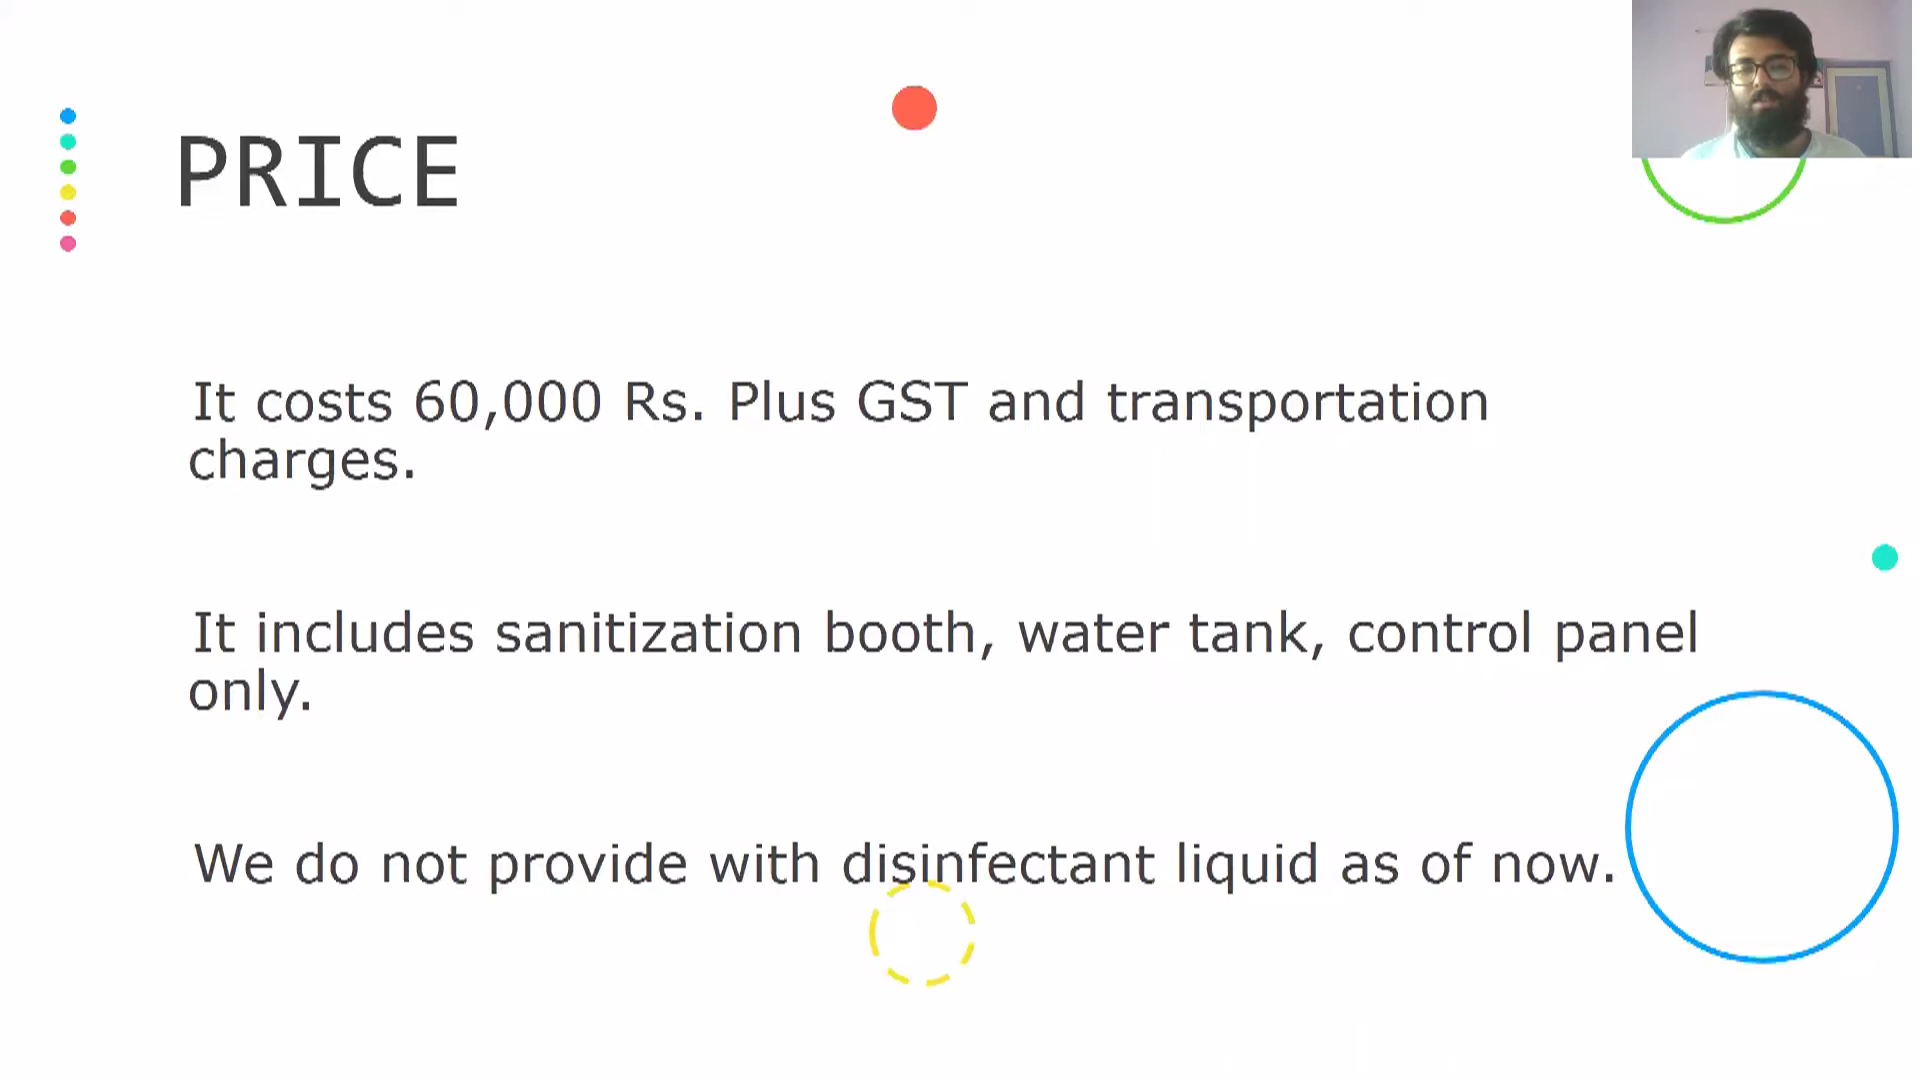 PRICE
It costs 60,000 Rs. Plus GST and transportation
charges.
It includes sanitization booth, water tank, control panel
only.
We do not provide with disinfectant liquid as of now.